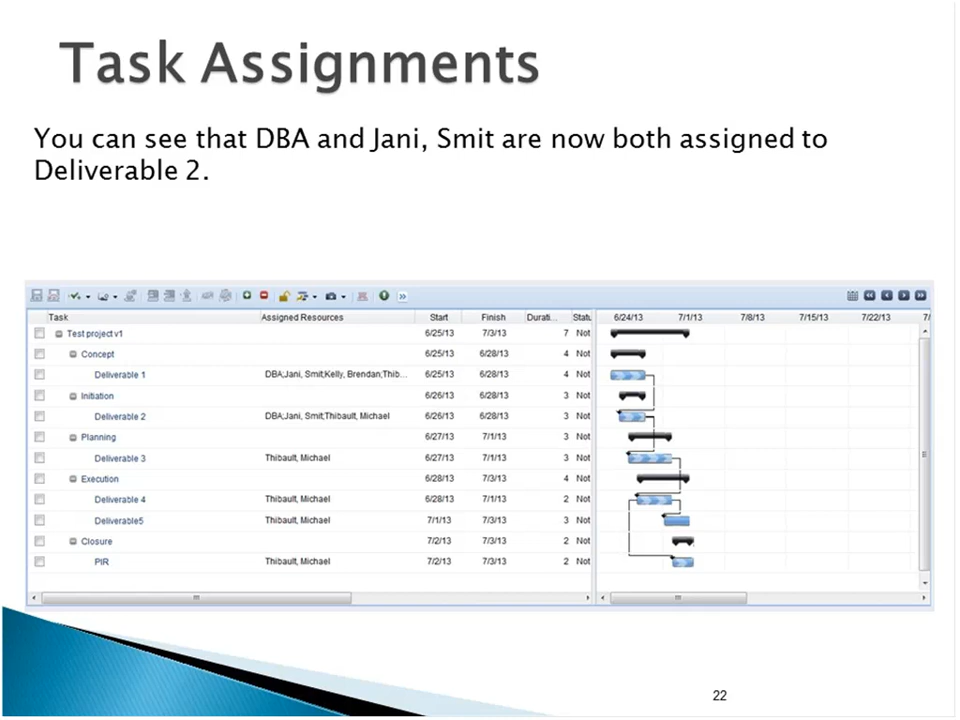 Task Assignments
You can see that DBA and Jani, Smit are now both assigned to
Deliverable 2.
Task Assigned Resources Start Finish Durati... Statu 6/24/13 7/1/13 7/8/13 7/15/13 7/22/13 7/
Test project v1 6/25/13 7/3/13 7 Not
Concept 6/25/13 6/28/13 4 Not
Deliverable 1 DBA;Jani, Smit;Kelly, Brendan;Thib... 6/25/13 6/28/13 4 Not
Initiation 6/26/13 6/28/13 3 Not
Deliverable 2 DBA;Jani, Smit;Thibault, Michael 6/26/13 6/28/13 3 Not
Planning 6/27/13 7/1/13 3 Not
Deliverable 3 Thibault, Michael 6/27/13 7/1/13 3 Not
Execution 6/28/13 7/3/13 4 Not
Deliverable 4 Thibault, Michael 6/28/13 7/1/13 2 Not
Deliverable5 Thibault, Michael 7/1/13 7/3/13 3 Not
Closure 7/2/13 7/3/13 2 Not
PIR Thibault, Michael 7/2/13 7/3/13 2 Not
22